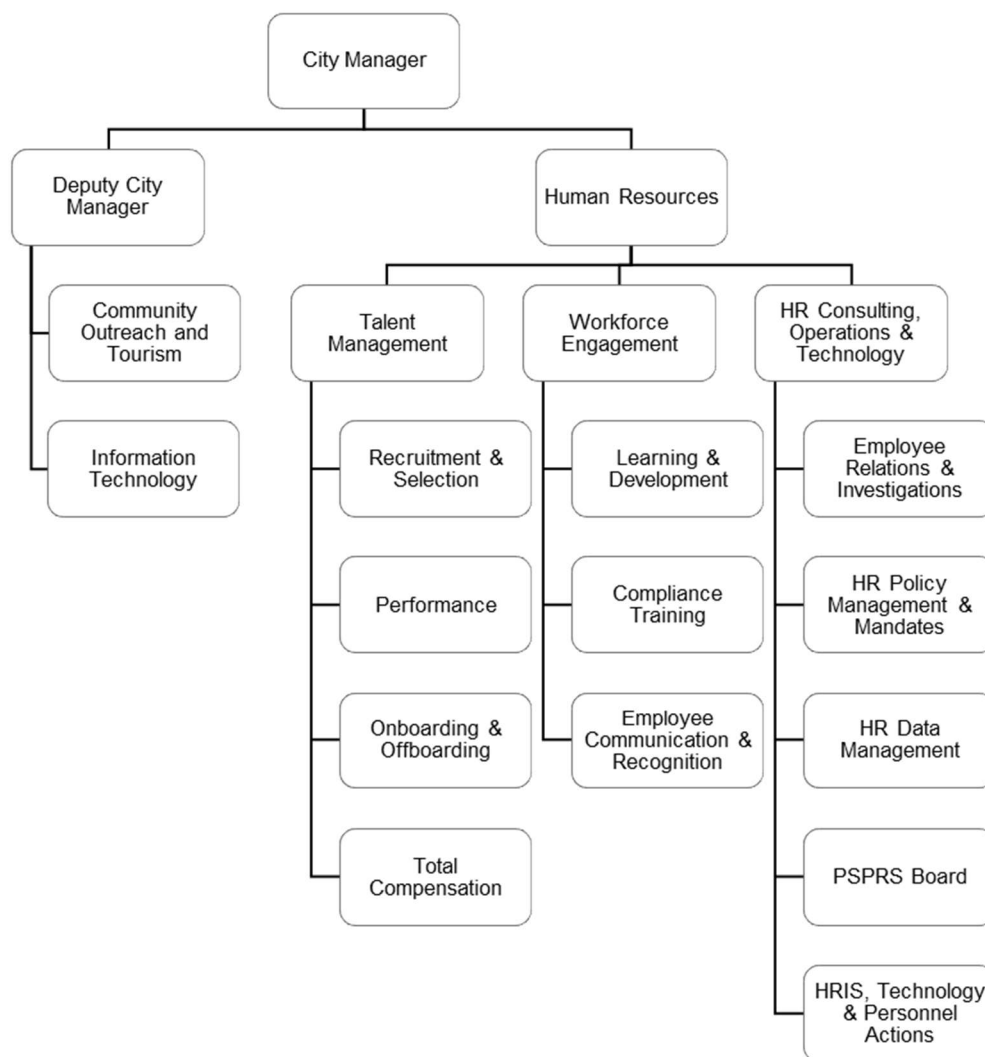 City Manager
Deputy City
Manager
Human Resources
Community
Outreach and
Tourism
Information
Technology
Talent
Management
Recruitment &
Selection
Performance
Onboarding &
Offboarding
Total
Compensation
Workforce
Engagement
Learning &
Development
Compliance
Training
Employee
Communication &
Recognition
HR Consulting,
Operations &
Technology
Employee
Relations &
Investigations
HR Policy
Management &
Mandates
HR Data
Management
PSPRS Board
HRIS, Technology
& Personnel
Actions